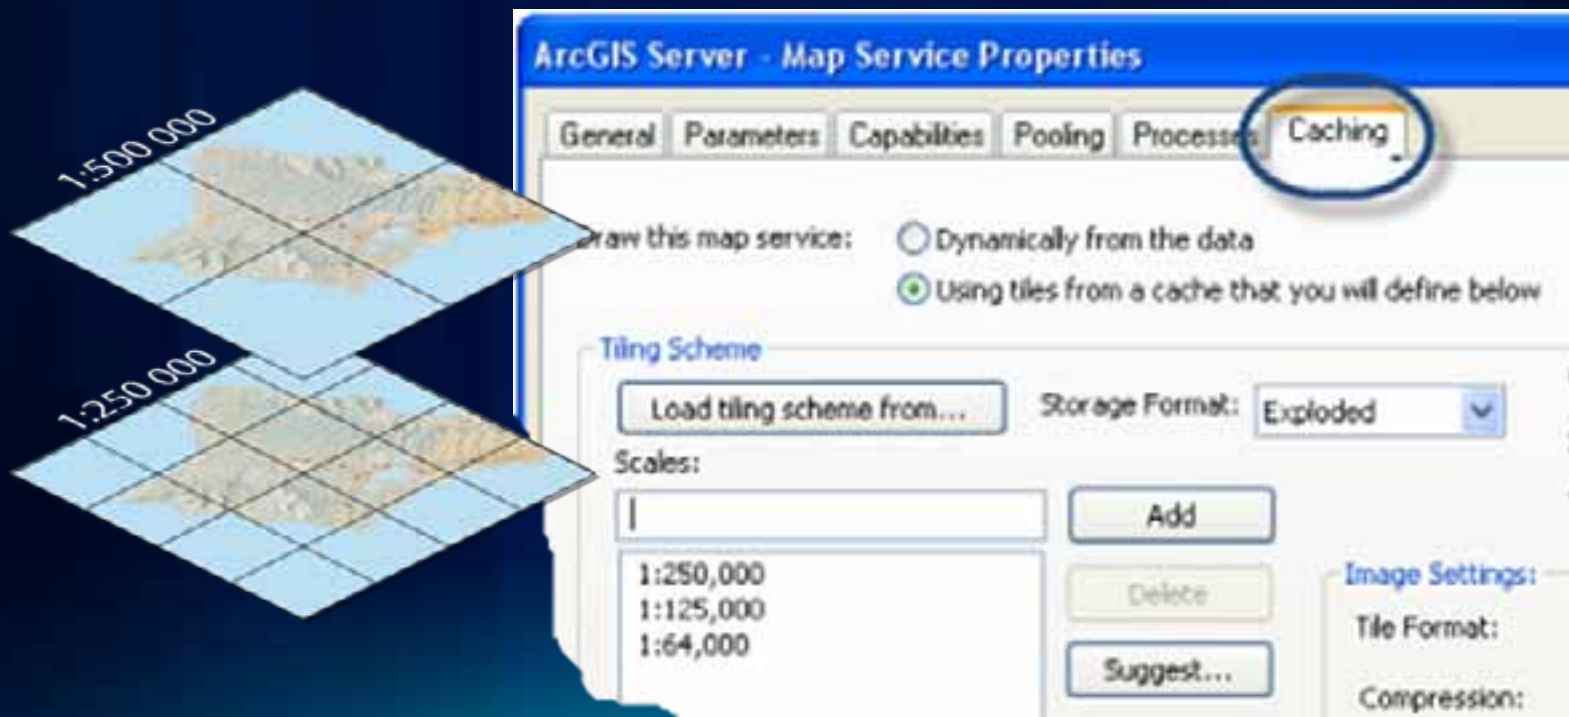 ArcGIS Server - Map Service Properties
General Parameters Capabilities Pooling Processes Caching
1:500 000
raw this map service:
Dynamically from the data
Using tiles from a cache that you will define below
1:250 000
Tiling Scheme
Load tiling scheme from...
Storage Format: Exploded
Scales:
Add
1:250,000
1:125,000
1:64,000
Delete
Suggest...
Image Settings:
Tile Format:
Compression: